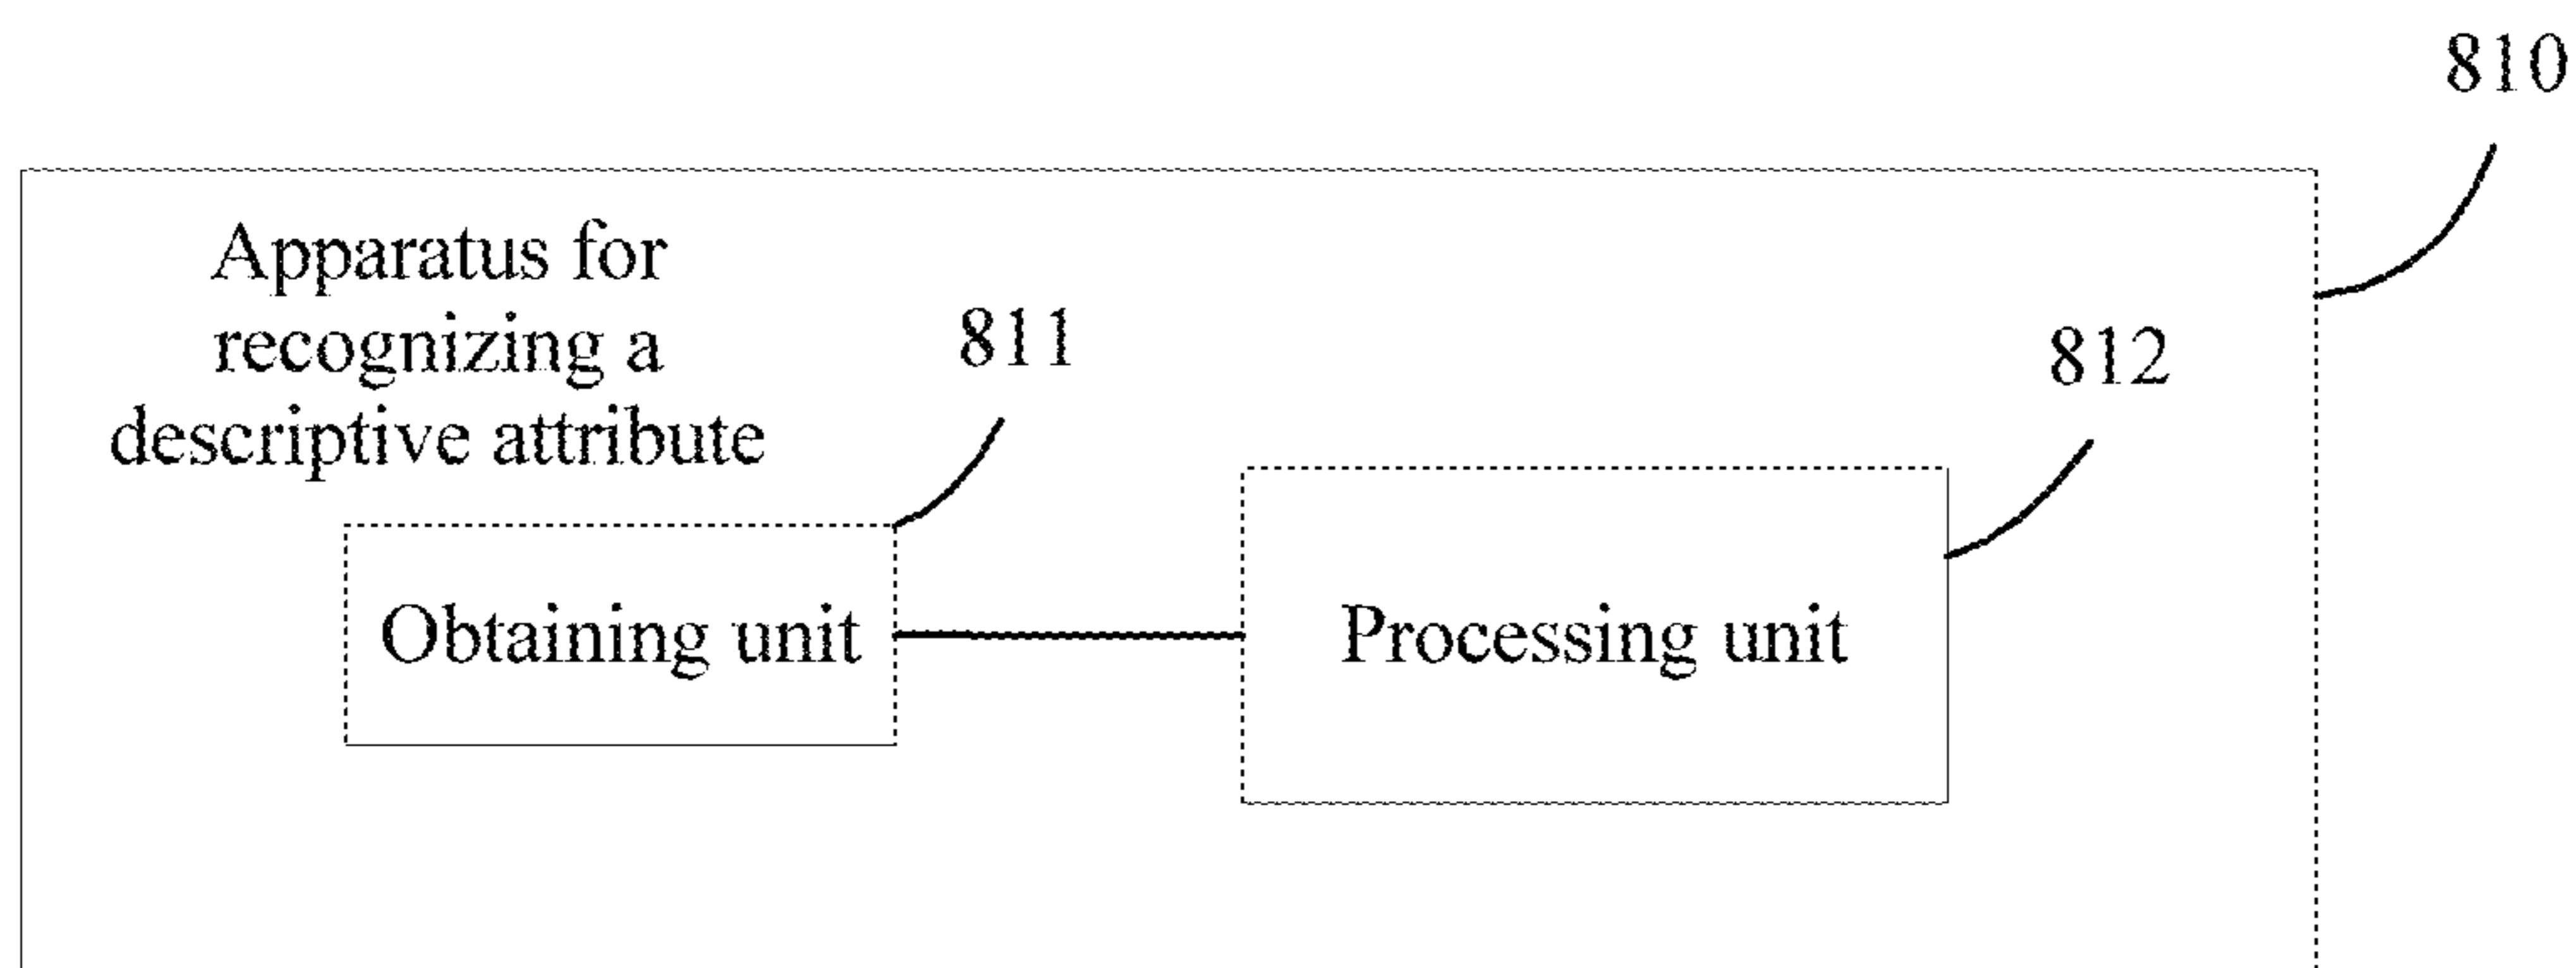 810
Apparatus for
recognizing a
descriptive attribute
811
812
Obtaining unit
Processing unit